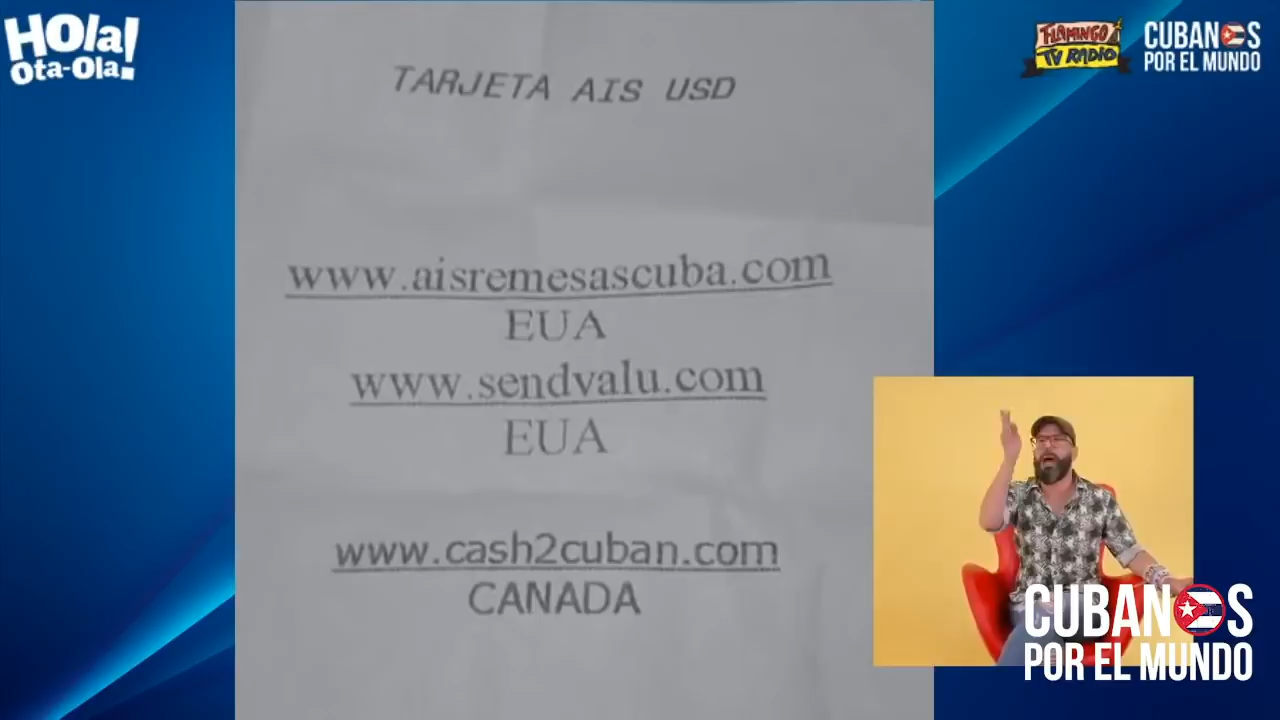 HOla!
Ota-Ola!
FLAMINGO
TV RADIO
CUBANOS
POR EL MUNDO
TARJETA AIS USD
www.aisremesascuba.com
EUA
www.sendvalu.com
EUA
www.cash2cuban.com
CANADA
CUBANOS
POR EL MUNDO